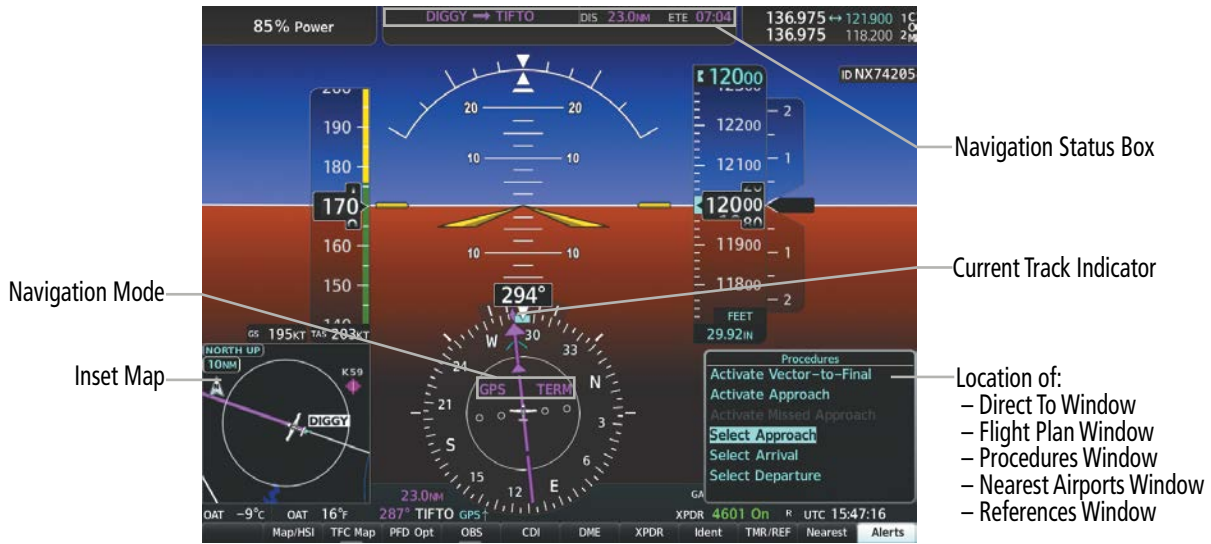 85% Power
DIGGY → TIFTO DIS 23.0NM ETE 07:04
136.975 ↔ 121.900 1 COM
136.975 118.200 2
ID NX74205
12000
20 20
10 10
10 10
190
180
170
160
150
12200
12100
12000
11900
11800
2
1
1
2
FEET
29.92IN
294°
GS 195KT TAS 203KT
NORTH UP
10NM
K59
DIGGY
W 30 33 N 3 6 E 12 15 S 21 24
GPS TERM
Procedures
Activate Vector-to-Final
Activate Approach
Activate Missed Approach
Select Approach
Select Arrival
Select Departure
23.0NM
287° TIFTO GPS↑
OAT -9°C OAT 16°F
XPDR 4601 On R UTC 15:47:16
Map/HSI TFC Map PFD Opt OBS CDI DME XPDR Ident TMR/REF Nearest Alerts
Navigation Mode
Inset Map
Navigation Status Box
Current Track Indicator
Location of:
– Direct To Window
– Flight Plan Window
– Procedures Window
– Nearest Airports Window
– References Window